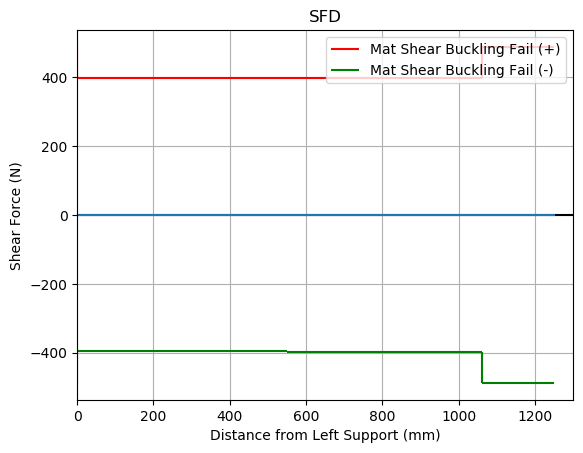 SFD
Mat Shear Buckling Fail (+)
Mat Shear Buckling Fail (-)
Shear Force (N)
400
200
0
−200
−400
0 200 400 600 800 1000 1200
Distance from Left Support (mm)